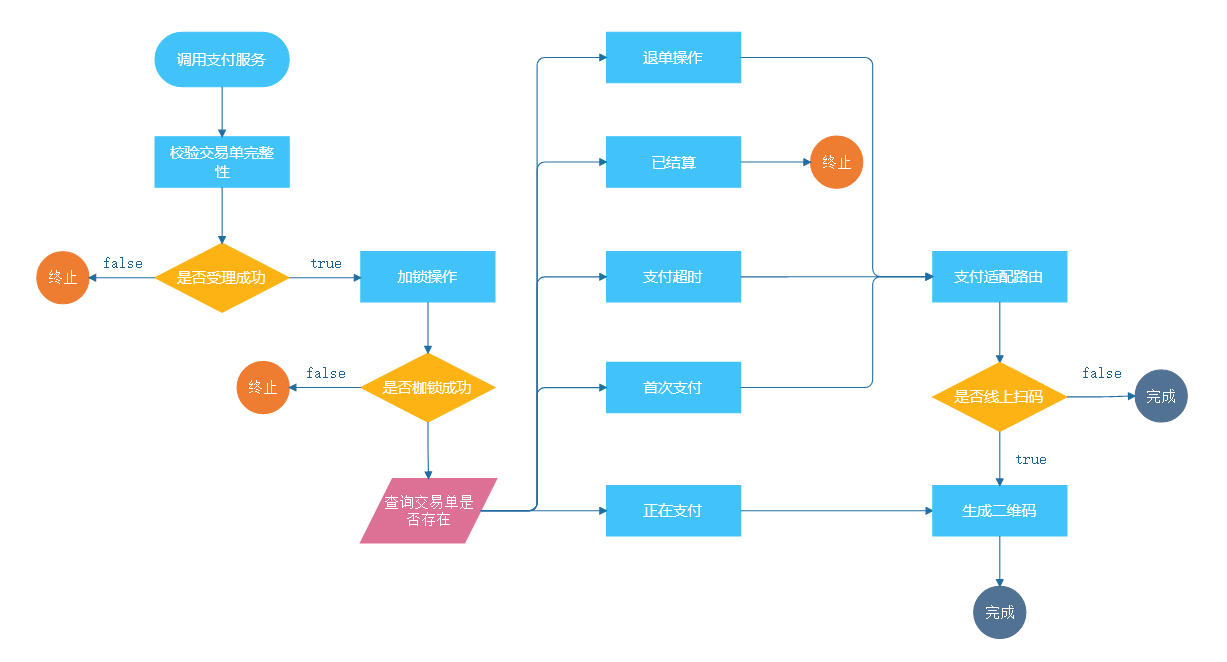 调用支付服务
校验交易单完整
性
是否受理成功
false
终止
true
加锁操作
是否枷锁成功
false
终止
查询交易单是
否存在
退单操作
已结算
终止
支付超时
首次支付
正在支付
支付适配路由
是否线上扫码
false
完成
true
生成二维码
完成